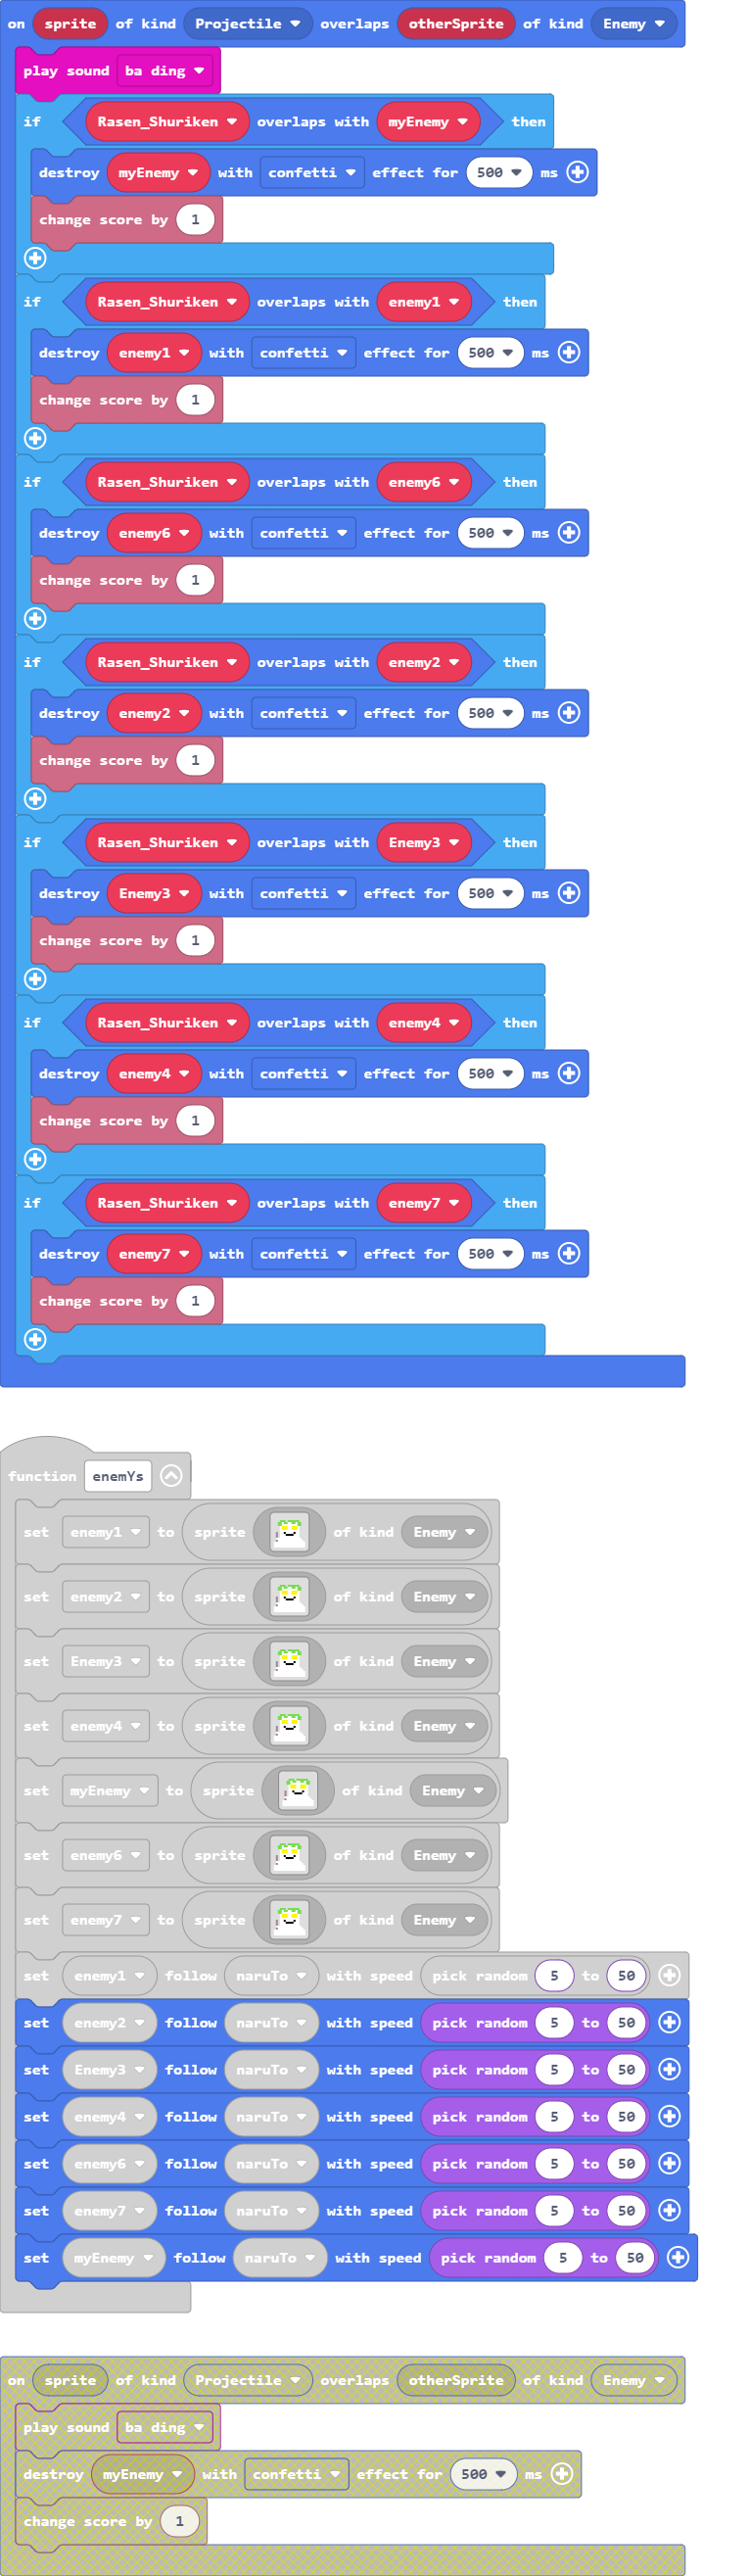 on sprite of kind Projectile overlaps otherSprite of kind Enemy
play sound ba ding
if Rasen_Shuriken overlaps with myEnemy then
destroy myEnemy with confetti effect for 500 ms
change score by 1
if Rasen_Shuriken overlaps with enemy1 then
destroy enemy1 with confetti effect for 500 ms
change score by 1
if Rasen_Shuriken overlaps with enemy6 then
destroy enemy6 with confetti effect for 500 ms
change score by 1
if Rasen_Shuriken overlaps with enemy2 then
destroy enemy2 with confetti effect for 500 ms
change score by 1
if Rasen_Shuriken overlaps with Enemy3 then
destroy Enemy3 with confetti effect for 500 ms
change score by 1
if Rasen_Shuriken overlaps with enemy4 then
destroy enemy4 with confetti effect for 500 ms
change score by 1
if Rasen_Shuriken overlaps with enemy7 then
destroy enemy7 with confetti effect for 500 ms
change score by 1
function enemYs
set enemy1 to sprite of kind Enemy
set enemy2 to sprite of kind Enemy
set Enemy3 to sprite of kind Enemy
set enemy4 to sprite of kind Enemy
set myEnemy to sprite of kind Enemy
set enemy6 to sprite of kind Enemy
set enemy7 to sprite of kind Enemy
set enemy1 follow naruTo with speed pick random 5 to 50
set enemy2 follow naruTo with speed pick random 5 to 50
set Enemy3 follow naruTo with speed pick random 5 to 50
set enemy4 follow naruTo with speed pick random 5 to 50
set enemy6 follow naruTo with speed pick random 5 to 50
set enemy7 follow naruTo with speed pick random 5 to 50
set myEnemy follow naruTo with speed pick random 5 to 50
on sprite of kind Projectile overlaps otherSprite of kind Enemy
play sound ba ding
destroy myEnemy with confetti effect for 500 ms
change score by 1